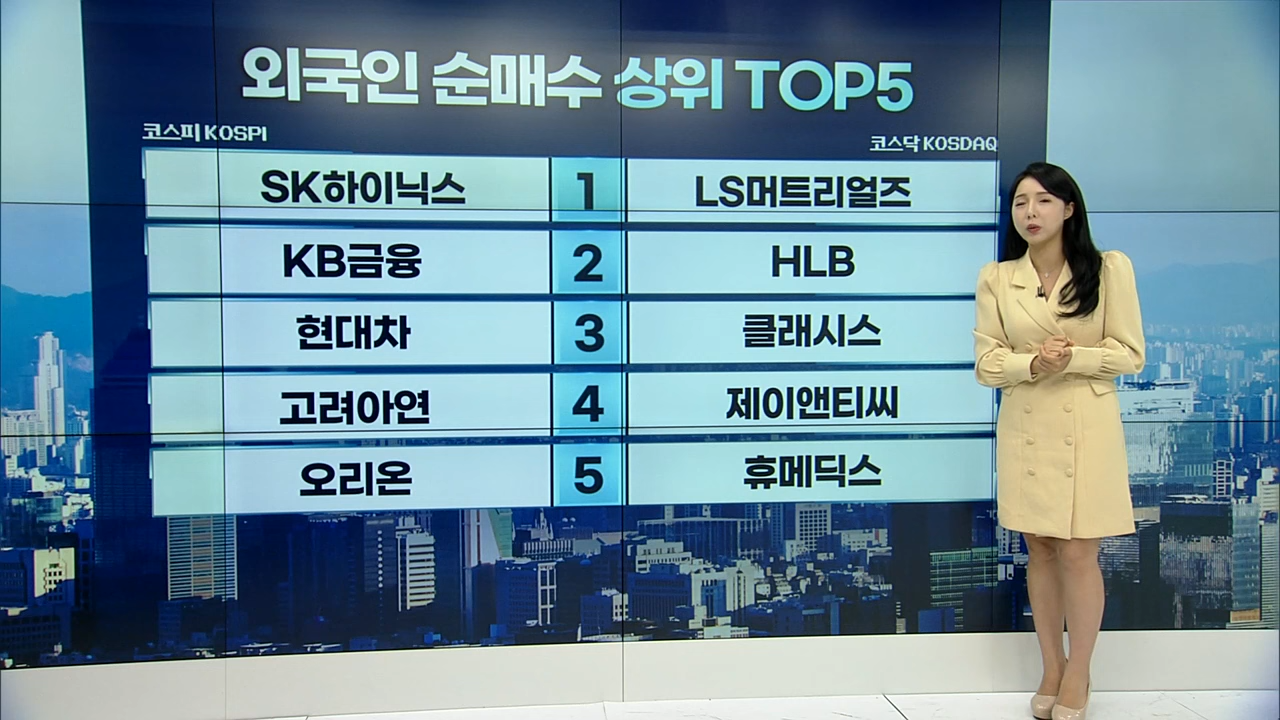 외국인 순매수 상위 TOP5
코스피 KOSPI 코스닥 KOSDAQ
SK하이닉스 1 LS머트리얼즈
KB금융 2 HLB
현대차 3 클래시스
고려아연 4 제이앤티씨
오리온 5 휴메딕스